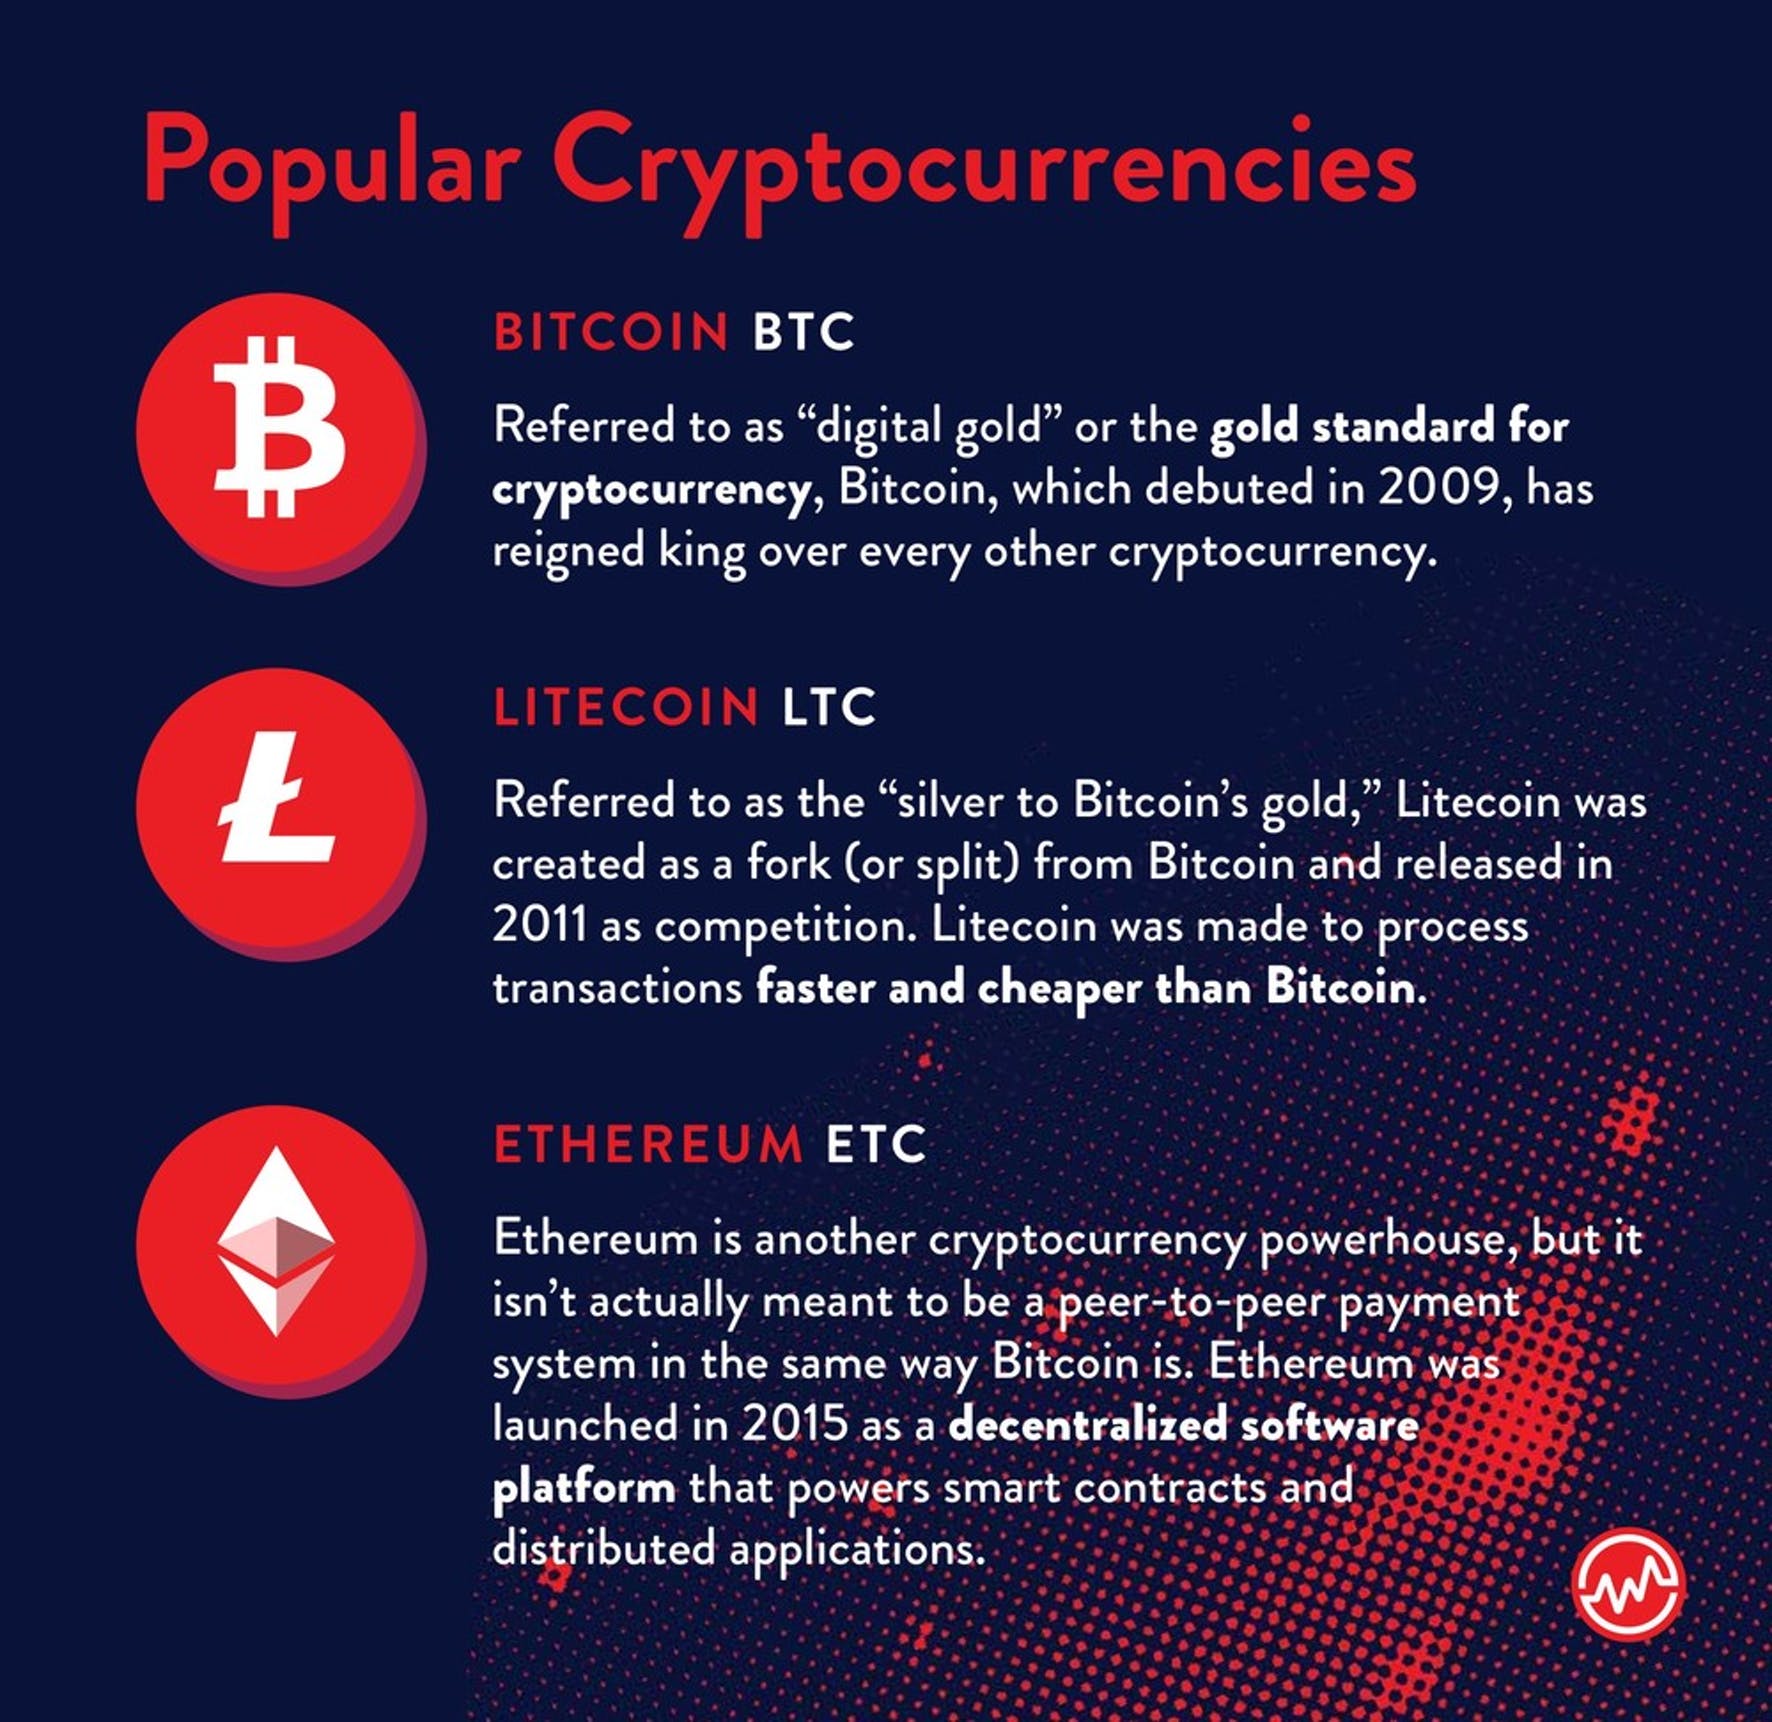 Popular Cryptocurrencies
BITCOIN BTC
Referred to as “digital gold” or the gold standard for
cryptocurrency, Bitcoin, which debuted in 2009, has
reigned king over every other cryptocurrency.
LITECOIN LTC
Referred to as the “silver to Bitcoin’s gold,” Litecoin was
created as a fork (or split) from Bitcoin and released in
2011 as competition. Litecoin was made to process
transactions faster and cheaper than Bitcoin.
ETHEREUM ETC
Ethereum is another cryptocurrency powerhouse, but it
isn’t actually meant to be a peer-to-peer payment
system in the same way Bitcoin is. Ethereum was
launched in 2015 as a decentralized software
platform that powers smart contracts and
distributed applications.